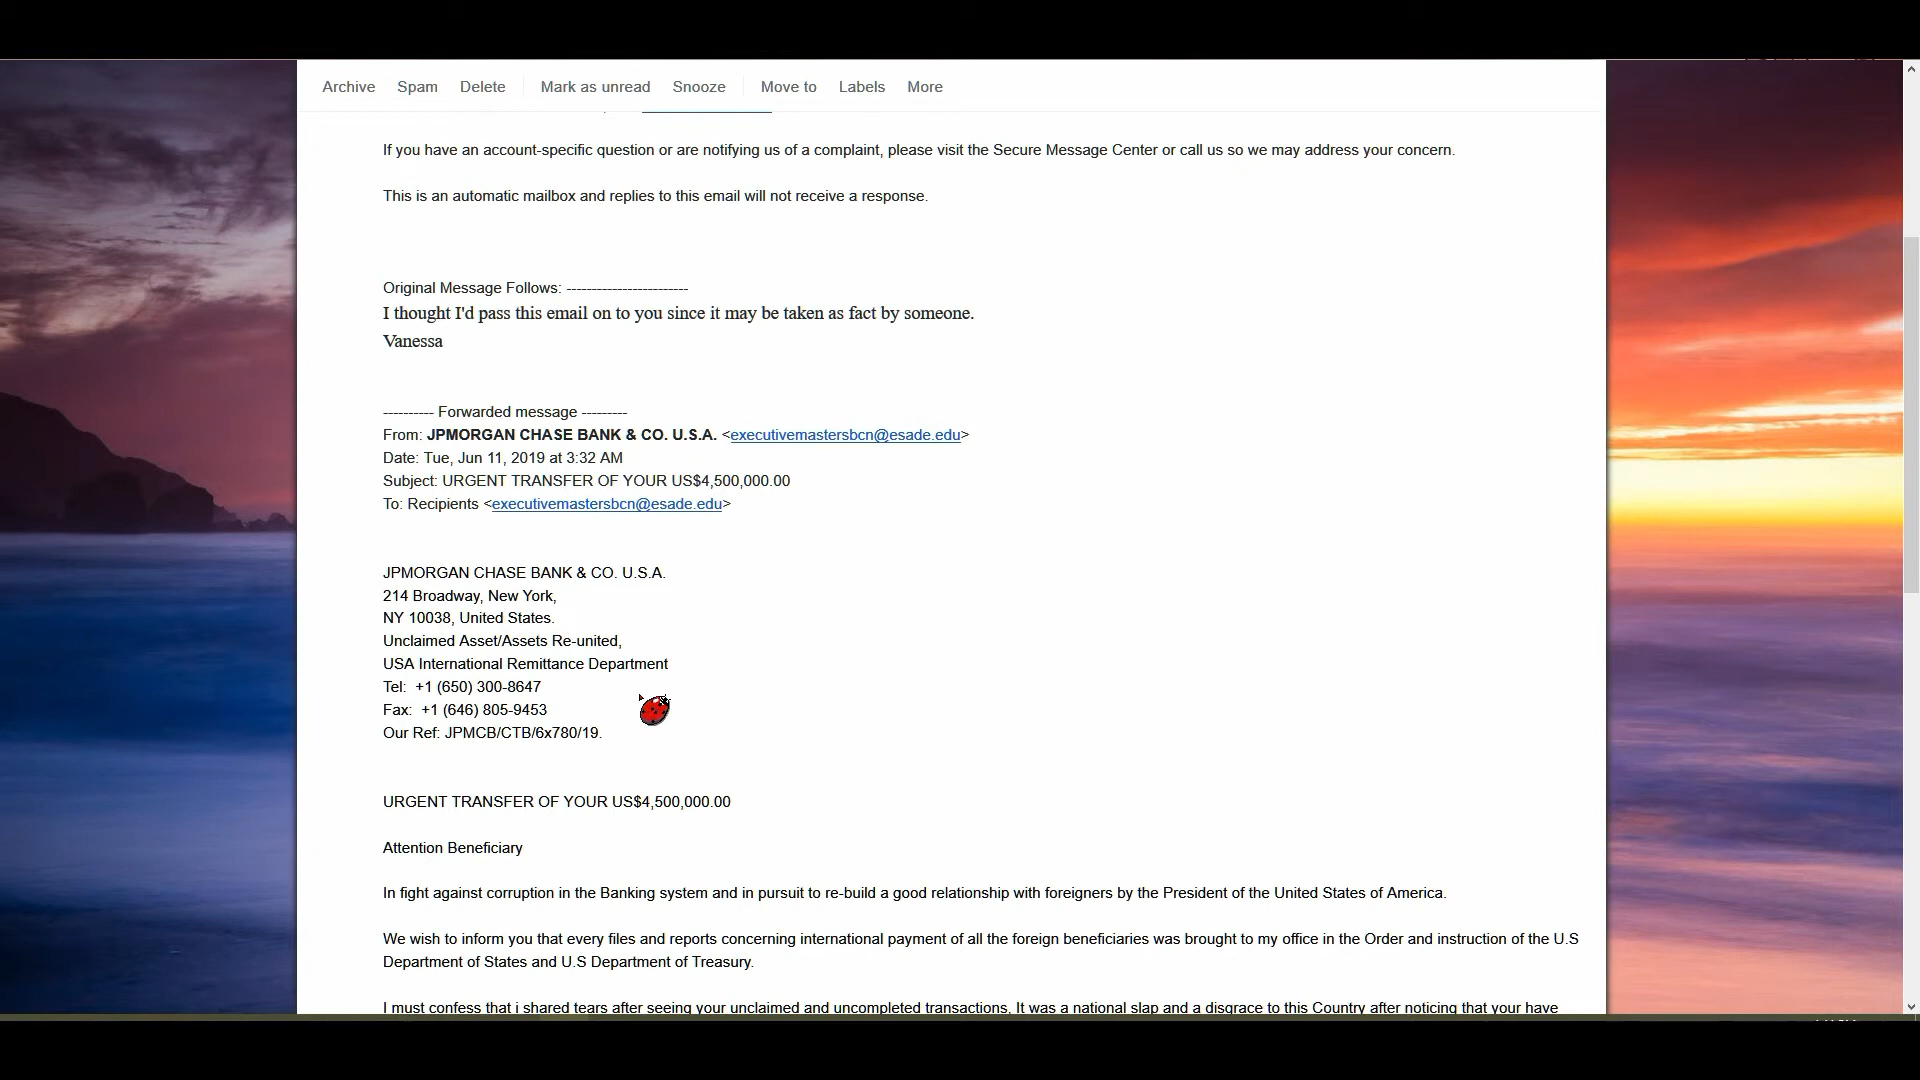 Archive Spam Delete Mark as unread Snooze Move to Labels More
If you have an account-specific question or are notifying us of a complaint, please visit the Secure Message Center or call us so we may address your concern.
This is an automatic mailbox and replies to this email will not receive a response.
Original Message Follows: ------------------------
I thought I'd pass this email on to you since it may be taken as fact by someone.
Vanessa
---------- Forwarded message ---------
From: JPMORGAN CHASE BANK & CO. U.S.A. <executivemastersbcn@esade.edu>
Date: Tue, Jun 11, 2019 at 3:32 AM
Subject: URGENT TRANSFER OF YOUR US$4,500,000.00
To: Recipients <executivemastersbcn@esade.edu>
JPMORGAN CHASE BANK & CO. U.S.A.
214 Broadway, New York,
NY 10038, United States.
Unclaimed Asset/Assets Re-united,
USA International Remittance Department
Tel: +1 (650) 300-8647
Fax: +1 (646) 805-9453
Our Ref: JPMCB/CTB/6x780/19.
URGENT TRANSFER OF YOUR US$4,500,000.00
Attention Beneficiary
In fight against corruption in the Banking system and in pursuit to re-build a good relationship with foreigners by the President of the United States of America.
We wish to inform you that every files and reports concerning international payment of all the foreign beneficiaries was brought to my office in the Order and instruction of the U.S
Department of States and U.S Department of Treasury.
I must confess that i shared tears after seeing your unclaimed and uncompleted transactions, It was a national slap and a disgrace to this Country after noticing that your have